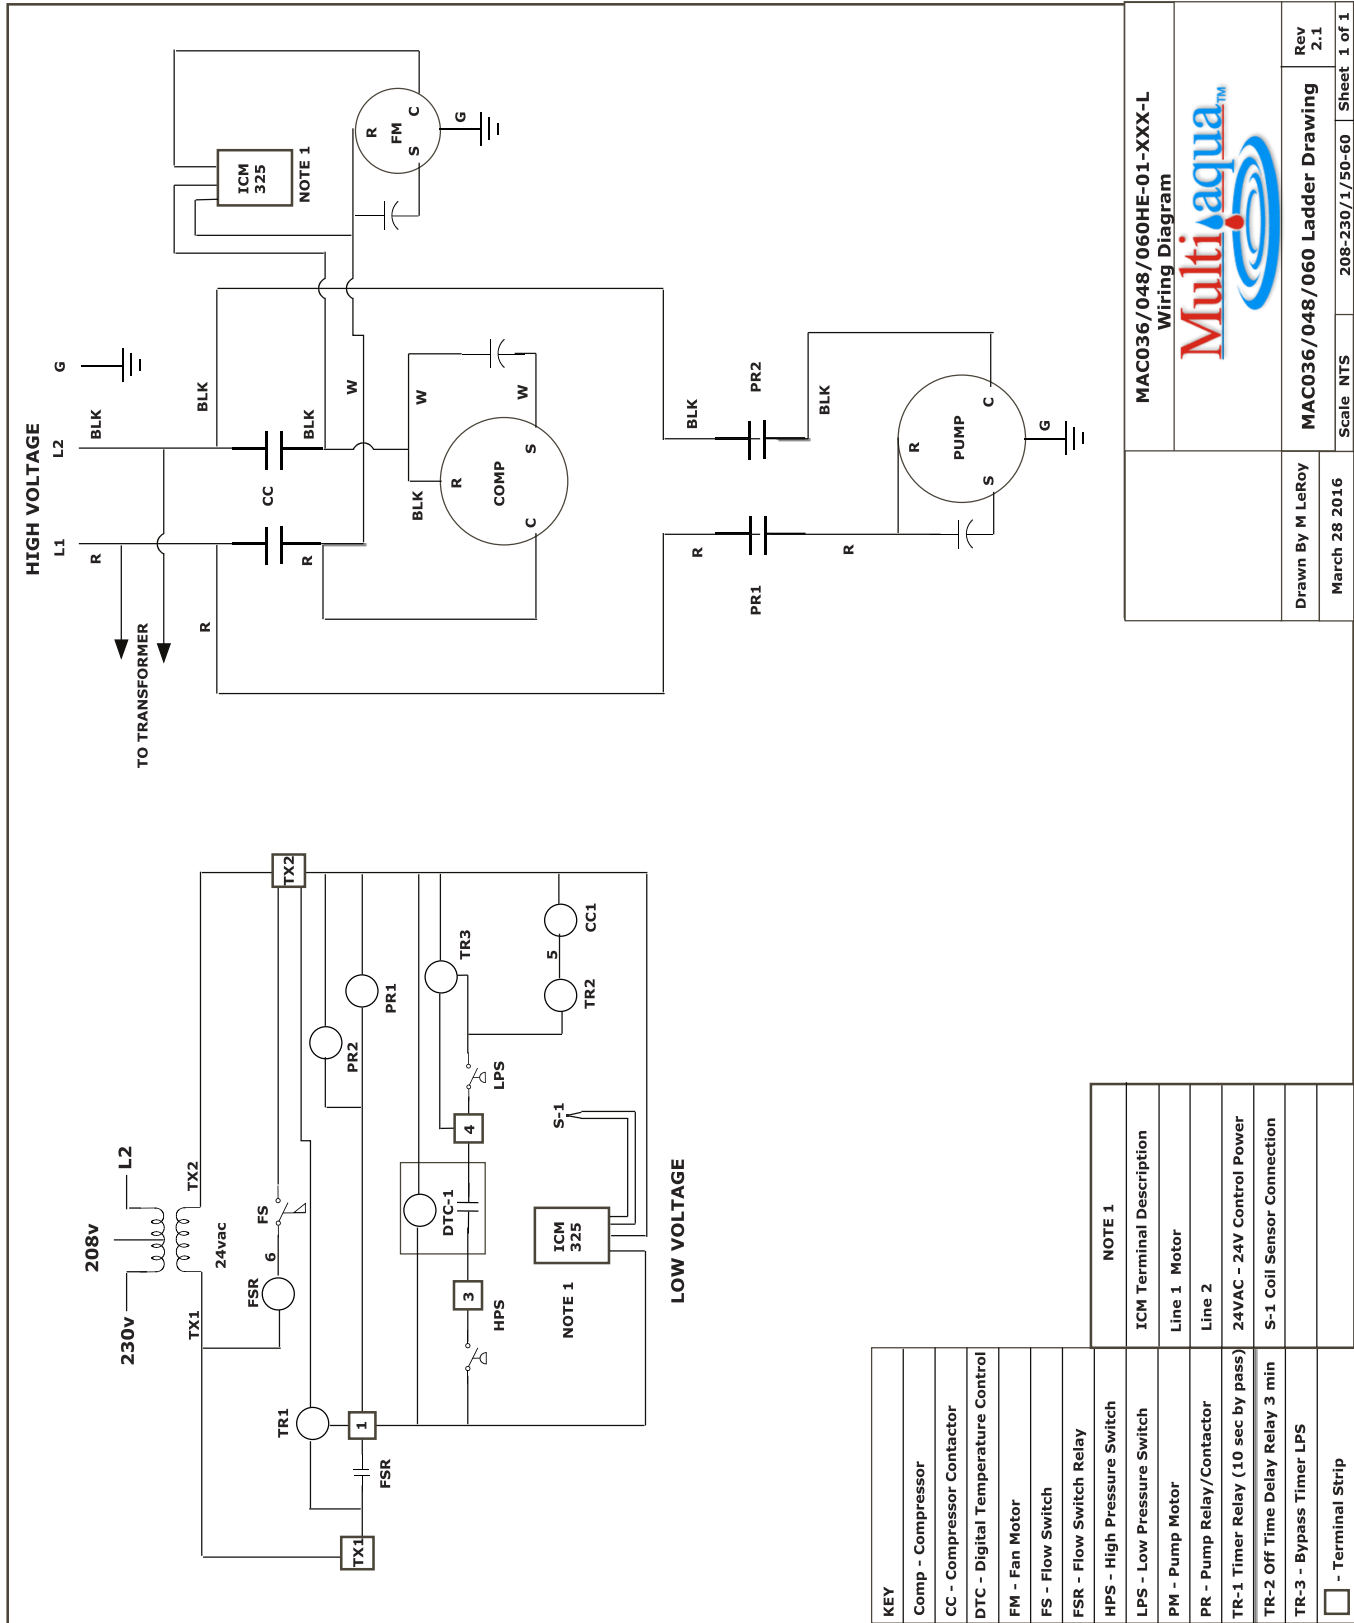 HIGH VOLTAGE
L1
L2
G
R
BLK
TO TRANSFORMER
R
BLK
CC
R
BLK
W
ICM
325
NOTE 1
R
FM
S
C
G
BLK
W
W
R
COMP
C
S
R
BLK
PR1
PR2
R
BLK
R
PUMP
S
C
G
230v
208v
L2
TX1
TX2
24vac
FSR
6
FS
TX2
TR1
PR2
PR1
TX1
FSR
1
DTC-1
TR3
3
HPS
4
LPS
TR2
5
CC1
ICM
325
NOTE 1
S-1
LOW VOLTAGE
KEY
Comp - Compressor
CC - Compressor Contactor
DTC - Digital Temperature Control
FM - Fan Motor
FS - Flow Switch
FSR - Flow Switch Relay
HPS - High Pressure Switch
LPS - Low Pressure Switch
PM - Pump Motor
PR - Pump Relay/Contactor
TR-1 Timer Relay (10 sec by pass)
TR-2 Off Time Delay Relay 3 min
TR-3 - Bypass Timer LPS
- Terminal Strip
NOTE 1
ICM Terminal Description
Line 1 Motor
Line 2
24VAC - 24V Control Power
S-1 Coil Sensor Connection
MAC036/048/060HE-01-XXX-L
Wiring Diagram
Multiaqua™
Drawn By M LeRoy
MAC036/048/060 Ladder Drawing
Rev
2.1
March 28 2016
Scale NTS
208-230/1/50-60
Sheet 1 of 1